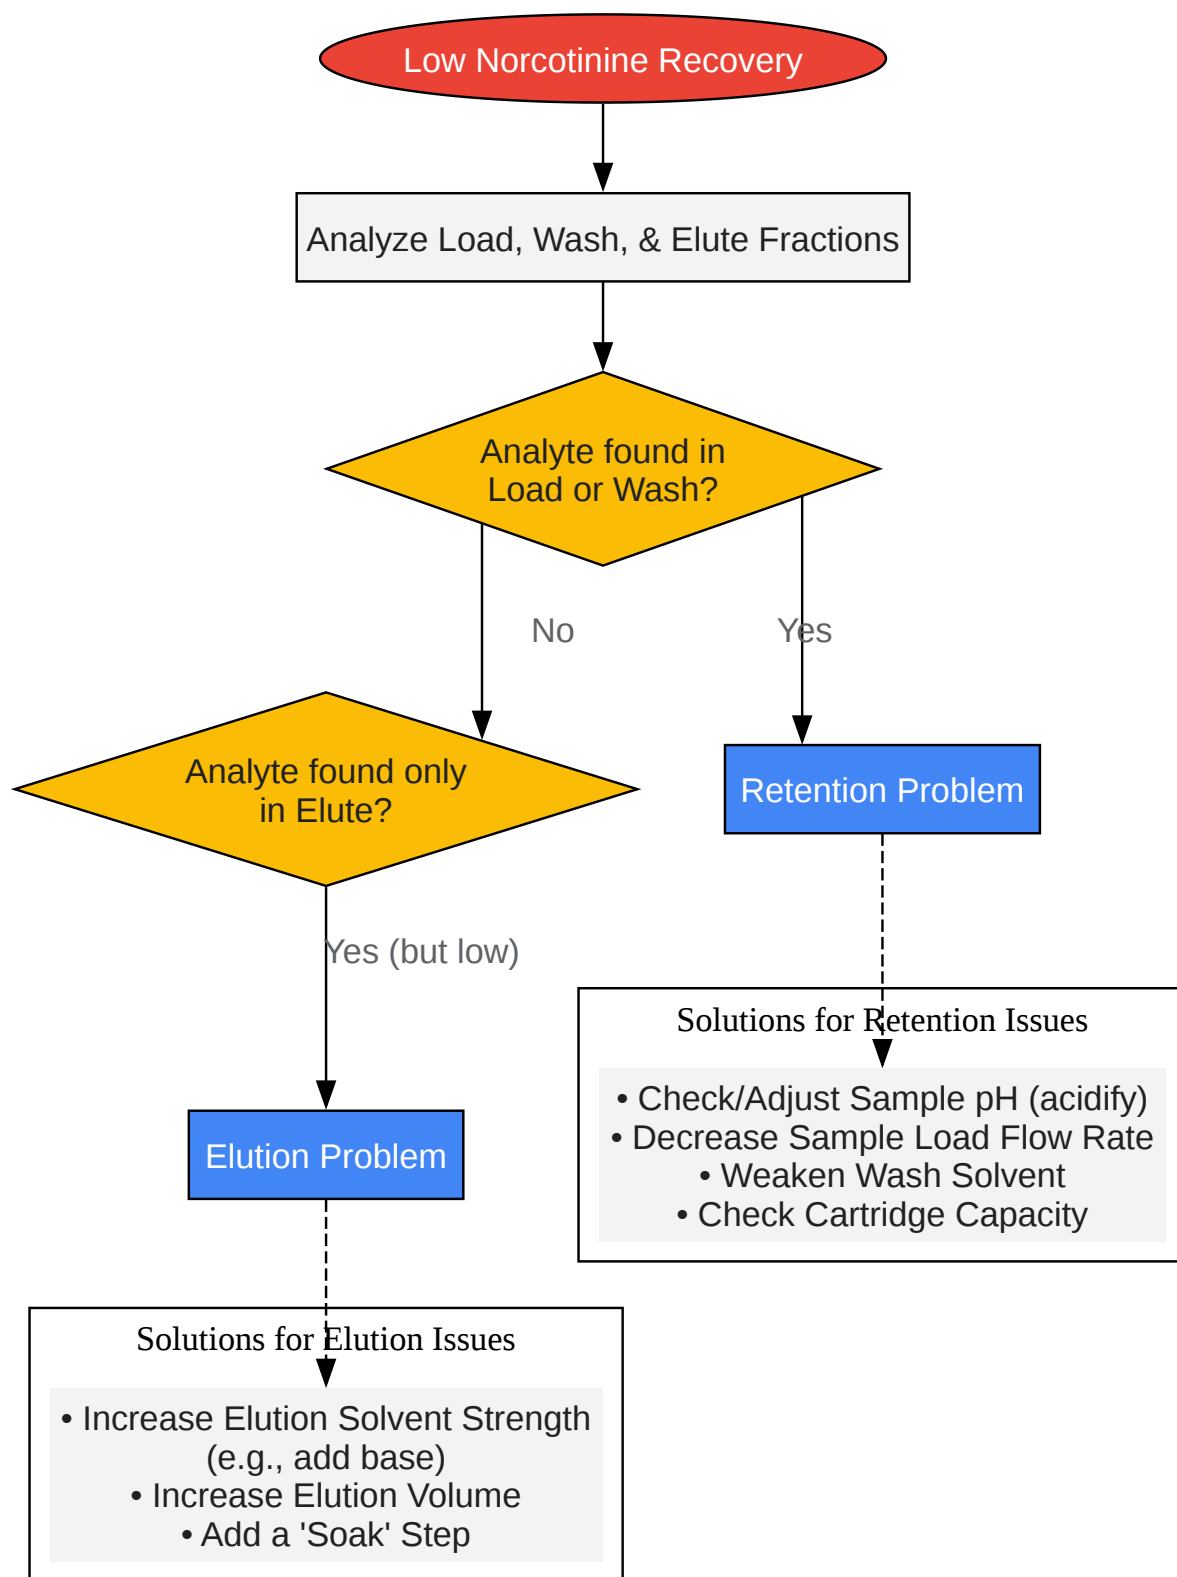 Low Norcotinine Recovery
Analyze Load, Wash, & Elute Fractions
Analyte found in
Load or Wash?
No
Yes
Analyte found only
in Elute?
Retention Problem
Yes (but low)
Solutions for Retention Issues
• Check/Adjust Sample pH (acidify)
• Decrease Sample Load Flow Rate
• Weaken Wash Solvent
• Check Cartridge Capacity
Elution Problem
Solutions for Elution Issues
• Increase Elution Solvent Strength
(e.g., add base)
• Increase Elution Volume
• Add a 'Soak' Step